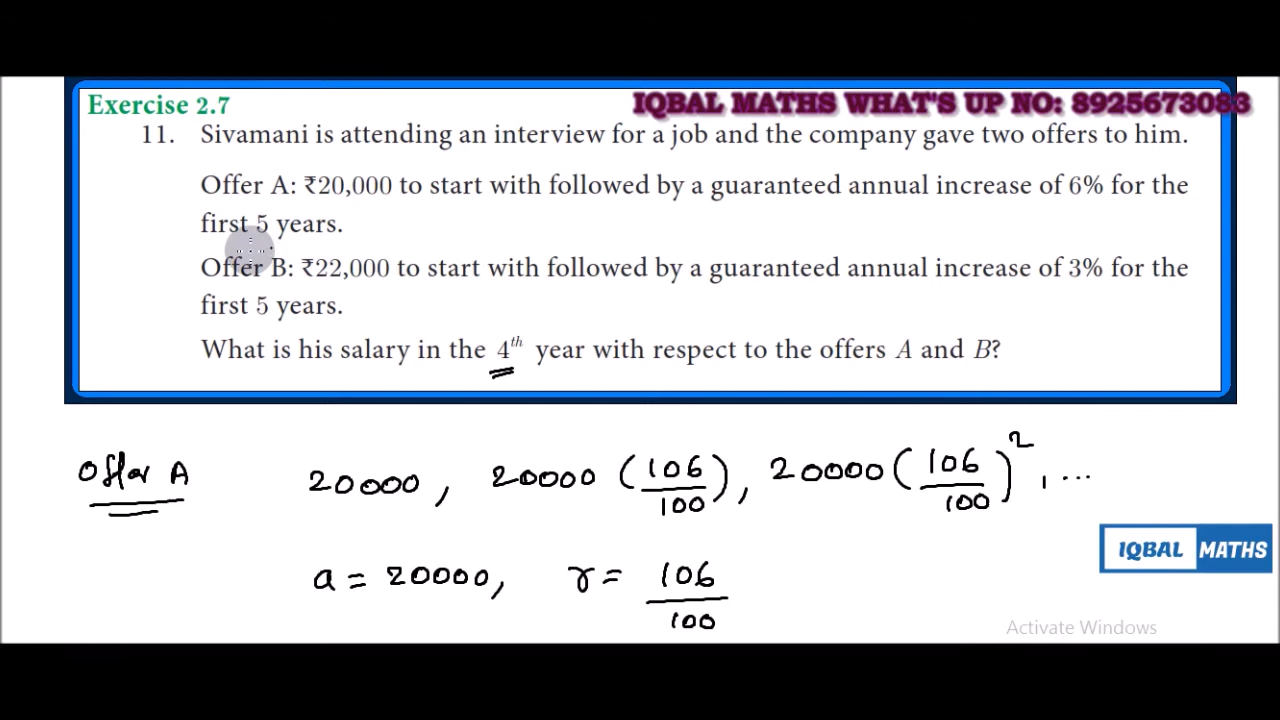 Exercise 2.7
IQBAL MATHS WHAT'S UP NO: 8925673083
11. Sivamani is attending an interview for a job and the company gave two offers to him.
Offer A: ₹20,000 to start with followed by a guaranteed annual increase of 6% for the
first 5 years.
Offer B: ₹22,000 to start with followed by a guaranteed annual increase of 3% for the
first 5 years.
What is his salary in the 4th year with respect to the offers A and B?
Offer A 20000, 20000 (106/100), 20000 (106/100)², ...
IQBAL MATHS
a = 20000, r = 106/100
Activate Windows